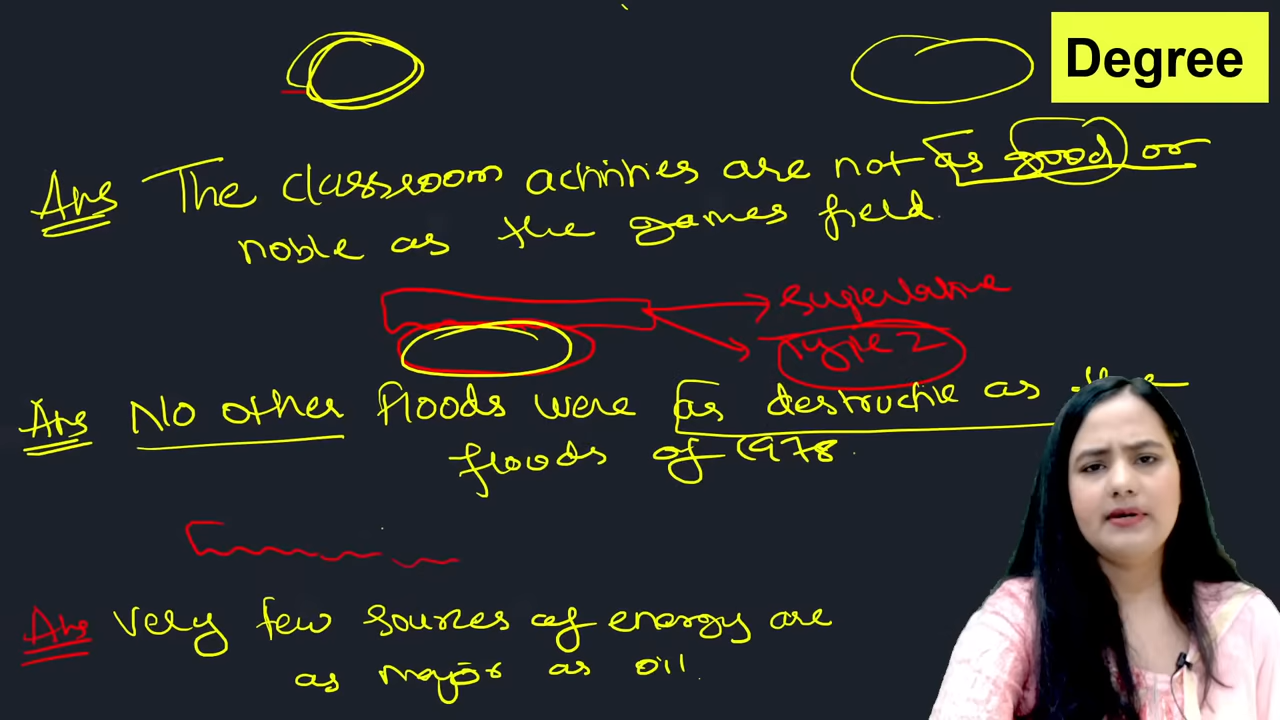 Degree
Ans The classroom activities are not as good or
noble as the games field.
superlative
Type 2
Ans No other floods were as destructive as the
floods of 1978.
Ans Very few sources of energy are
as major as oil.